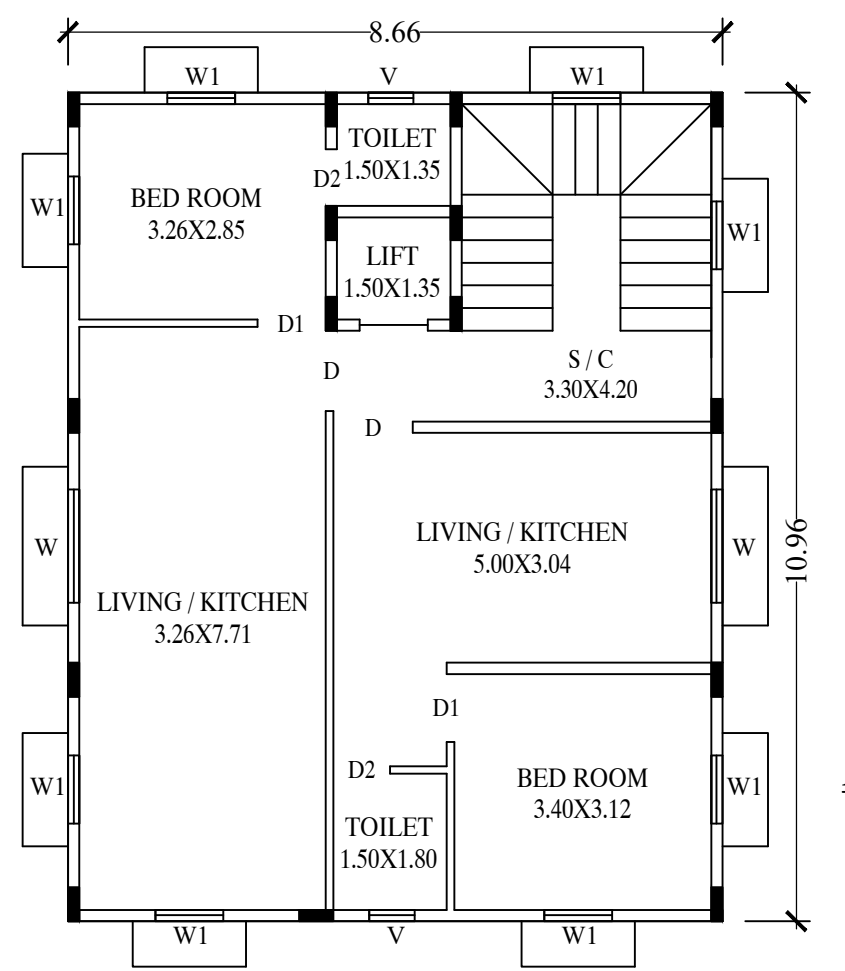 8.66
W1
V
W1
TOILET
1.50X1.35
D2
BED ROOM
3.26X2.85
W1
W1
LIFT
1.50X1.35
D1
D
S / C
3.30X4.20
D
LIVING / KITCHEN
5.00X3.04
W
W
10.96
LIVING / KITCHEN
3.26X7.71
D1
D2
BED ROOM
3.40X3.12
W1
W1
TOILET
1.50X1.80
W1
V
W1